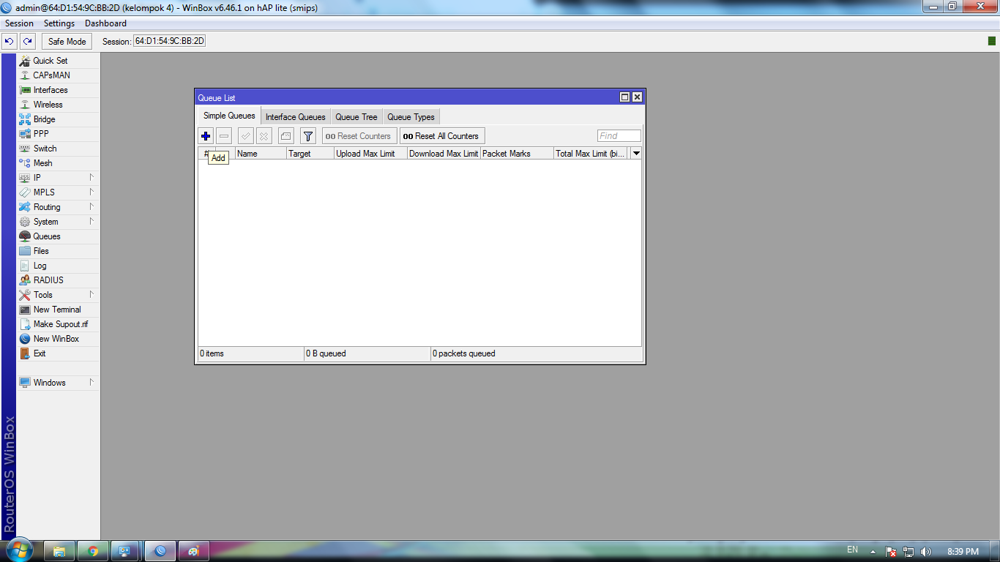 admin@64:D1:54:9C:BB:2D (kelompok 4) - WinBox v6.46.1 on hAP lite (smips)
Session Settings Dashboard
Safe Mode Session: 64:D1:54:9C:BB:2D
Quick Set
CAPsMAN
Interfaces
Wireless
Bridge
PPP
Switch
Mesh
IP
MPLS
Routing
System
Queues
Files
Log
RADIUS
Tools
New Terminal
Make Supout.rif
New WinBox
Exit
Windows
RouterOS WinBox
Queue List
Simple Queues Interface Queues Queue Tree Queue Types
00 Reset Counters 00 Reset All Counters Find
# Name Target Upload Max Limit Download Max Limit Packet Marks Total Max Limit (bi...
Add
0 items 0 B queued 0 packets queued
EN 8:39 PM